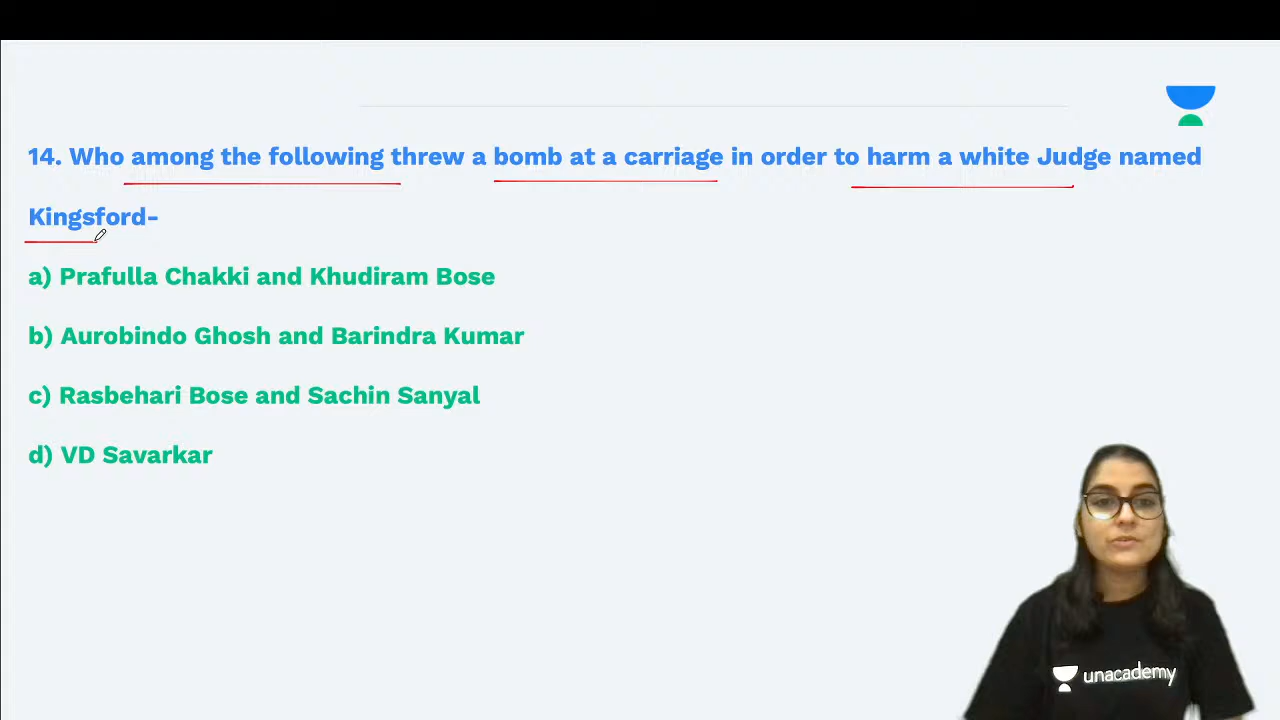 14. Who among the following threw a bomb at a carriage in order to harm a white Judge named
Kingsford-
a) Prafulla Chakki and Khudiram Bose
b) Aurobindo Ghosh and Barindra Kumar
c) Rasbehari Bose and Sachin Sanyal
d) VD Savarkar
unacademy